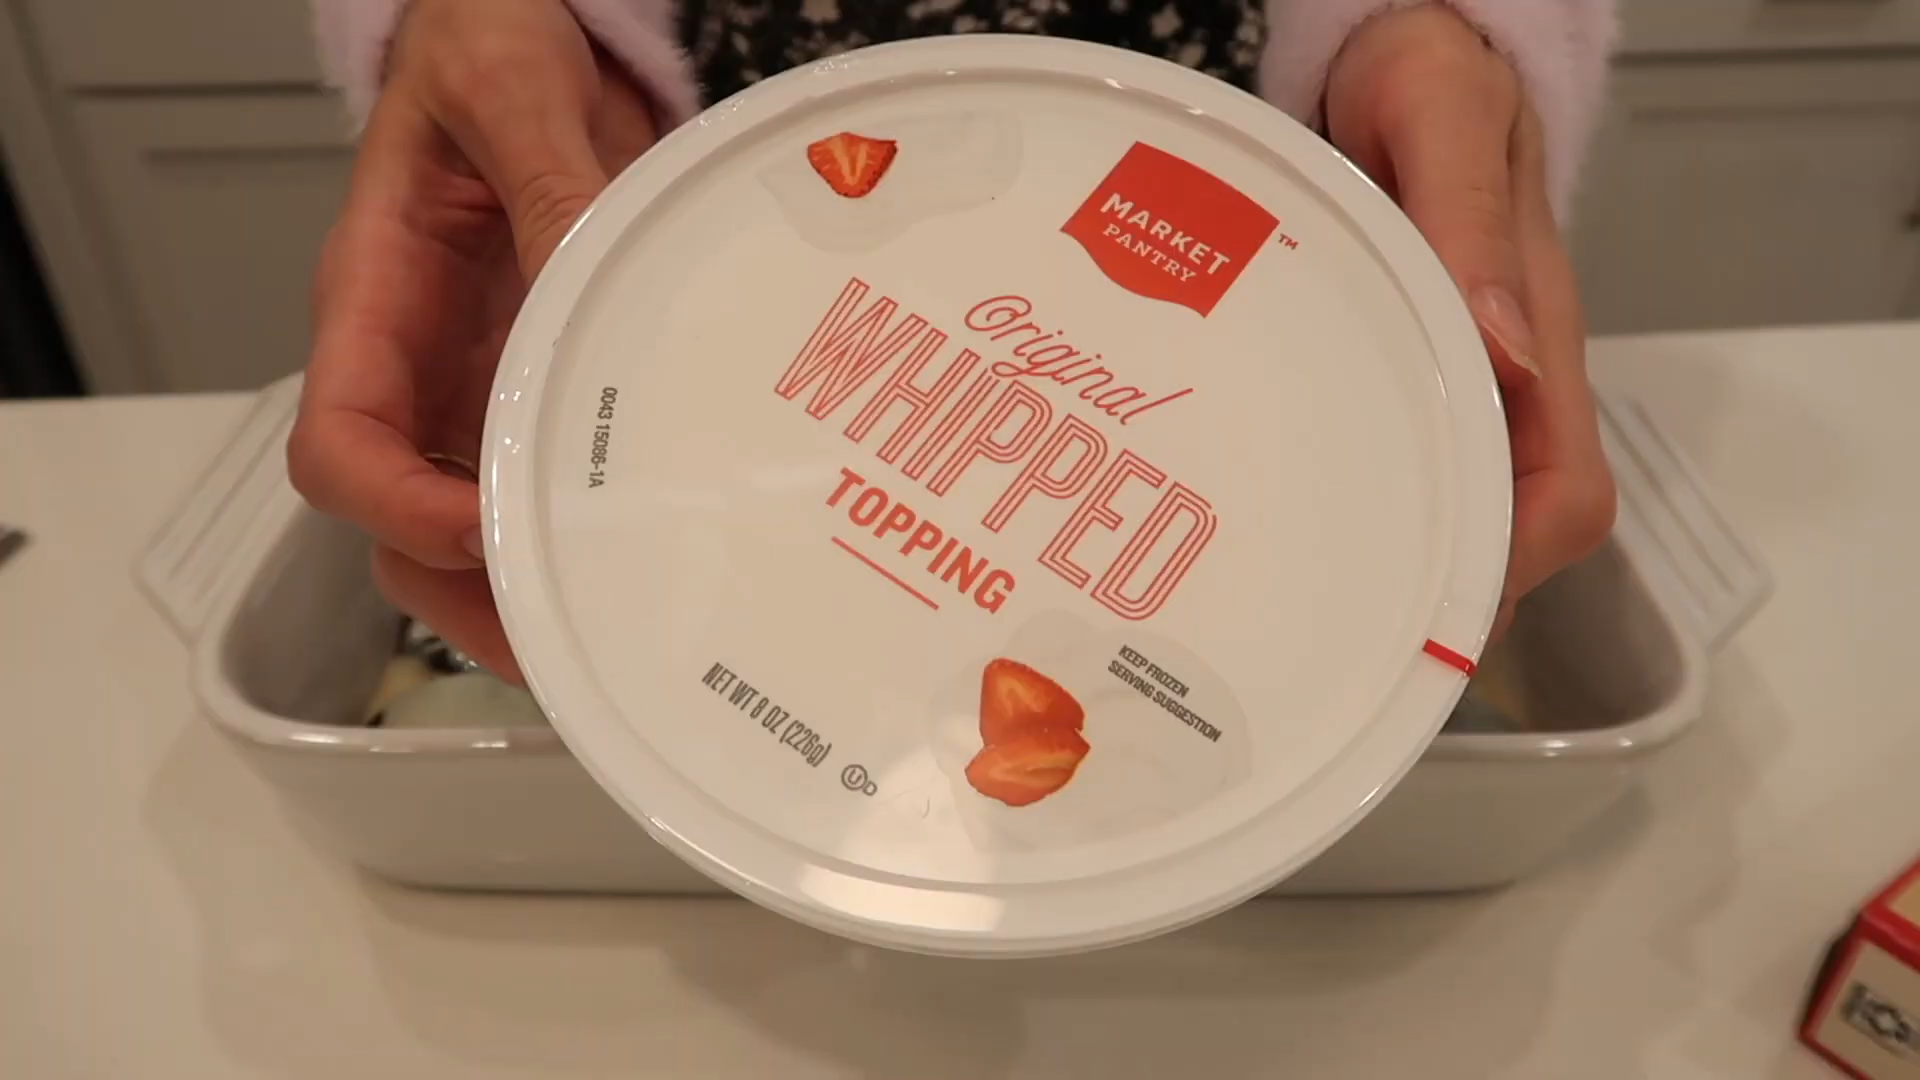 MARKET
PANTRY
TM
Original
WHIPPED
TOPPING
0043 15086-1A
KEEP FROZEN
SERVING SUGGESTION
NET WT 8 OZ (226g)
U D